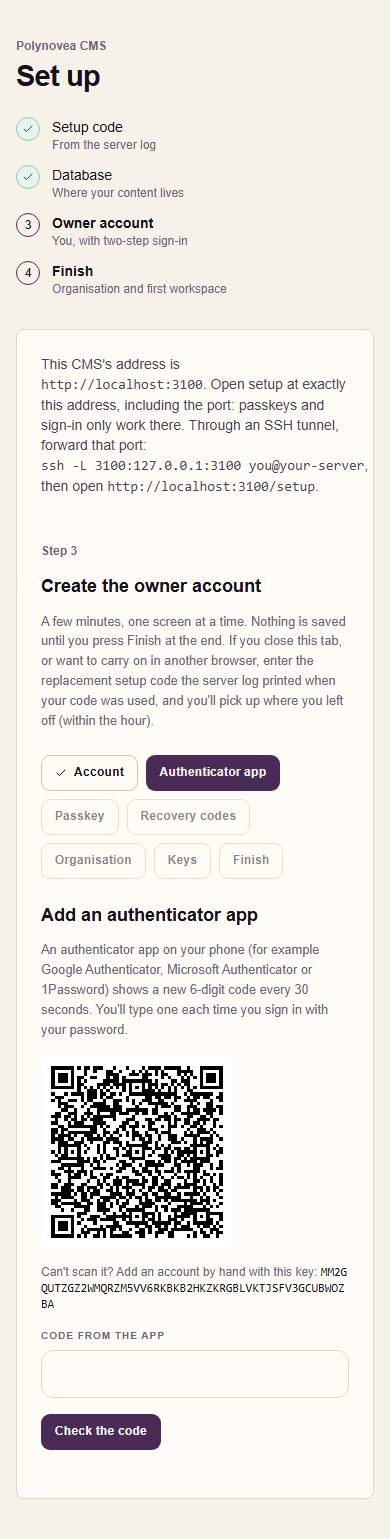 Polynovea CMS
Set up
Setup code
From the server log
Database
Where your content lives
3
Owner account
You, with two-step sign-in
4
Finish
Organisation and first workspace
This CMS's address is
http://localhost:3100. Open setup at exactly
this address, including the port: passkeys and
sign-in only work there. Through an SSH tunnel,
forward that port:
ssh -L 3100:127.0.0.1:3100 you@your-server,
then open http://localhost:3100/setup.
Step 3
Create the owner account
A few minutes, one screen at a time. Nothing is saved
until you press Finish at the end. If you close this tab,
or want to carry on in another browser, enter the
replacement setup code the server log printed when
your code was used, and you'll pick up where you left
off (within the hour).
Account
Authenticator app
Passkey
Recovery codes
Organisation
Keys
Finish
Add an authenticator app
An authenticator app on your phone (for example
Google Authenticator, Microsoft Authenticator or
1Password) shows a new 6-digit code every 30
seconds. You'll type one each time you sign in with
your password.
Can't scan it? Add an account by hand with this key: MM2G
QUTZGZ2WMQRZM5VV6RKBKB2HKZKRGBLVKTJSFV3GCUBWOZ
BA
CODE FROM THE APP
Check the code